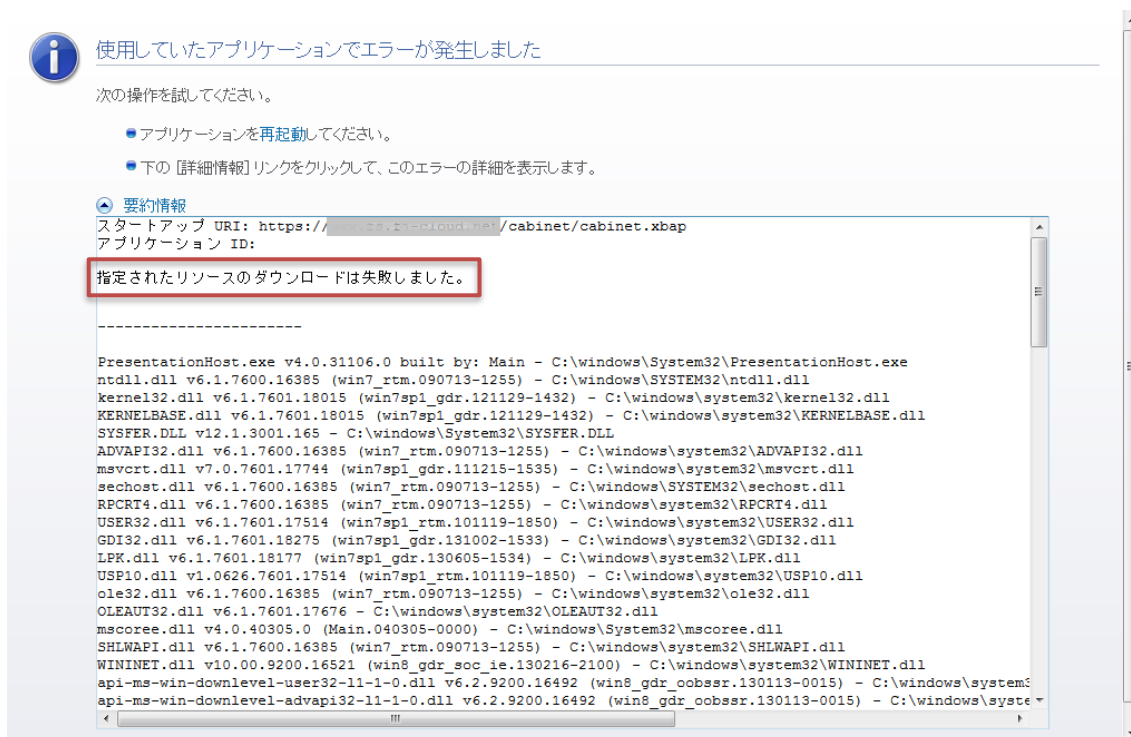 使用していたアプリケーションでエラーが発生しました
次の操作を試してください。
アプリケーションを再起動してください。
下の [詳細情報] リンクをクリックして、このエラーの詳細を表示します。
要約情報
スタートアップ URI: https:// /cabinet/cabinet.xbap
アプリケーション ID:
指定されたリソースのダウンロードは失敗しました。
-----------------------
PresentationHost.exe v4.0.31106.0 built by: Main - C:\windows\System32\PresentationHost.exe
ntdll.dll v6.1.7600.16385 (win7_rtm.090713-1255) - C:\windows\SYSTEM32\ntdll.dll
kernel32.dll v6.1.7601.18015 (win7sp1_gdr.121129-1432) - C:\windows\system32\kernel32.dll
KERNELBASE.dll v6.1.7601.18015 (win7sp1_gdr.121129-1432) - C:\windows\system32\KERNELBASE.dll
SYSFER.DLL v12.1.3001.165 - C:\windows\System32\SYSFER.DLL
ADVAPI32.dll v6.1.7600.16385 (win7_rtm.090713-1255) - C:\windows\system32\ADVAPI32.dll
msvcrt.dll v7.0.7601.17744 (win7sp1_gdr.111215-1535) - C:\windows\system32\msvcrt.dll
sechost.dll v6.1.7600.16385 (win7_rtm.090713-1255) - C:\windows\SYSTEM32\sechost.dll
RPCRT4.dll v6.1.7600.16385 (win7_rtm.090713-1255) - C:\windows\system32\RPCRT4.dll
USER32.dll v6.1.7601.17514 (win7sp1_rtm.101119-1850) - C:\windows\system32\USER32.dll
GDI32.dll v6.1.7601.18275 (win7sp1_gdr.131002-1533) - C:\windows\system32\GDI32.dll
LPK.dll v6.1.7601.18177 (win7sp1_gdr.130605-1534) - C:\windows\system32\LPK.dll
USP10.dll v1.0626.7601.17514 (win7sp1_rtm.101119-1850) - C:\windows\system32\USP10.dll
ole32.dll v6.1.7600.16385 (win7_rtm.090713-1255) - C:\windows\system32\ole32.dll
OLEAUT32.dll v6.1.7601.17676 - C:\windows\system32\OLEAUT32.dll
mscoree.dll v4.0.40305.0 (Main.040305-0000) - C:\windows\System32\mscoree.dll
SHLWAPI.dll v6.1.7600.16385 (win7_rtm.090713-1255) - C:\windows\system32\SHLWAPI.dll
WININET.dll v10.00.9200.16521 (win8_gdr_soc_ie.130216-2100) - C:\windows\system32\WININET.dll
api-ms-win-downlevel-user32-l1-1-0.dll v6.2.9200.16492 (win8_gdr_oobssr.130113-0015) - C:\windows\system3
api-ms-win-downlevel-advapi32-l1-1-0.dll v6.2.9200.16492 (win8_gdr_oobssr.130113-0015) - C:\windows\syste